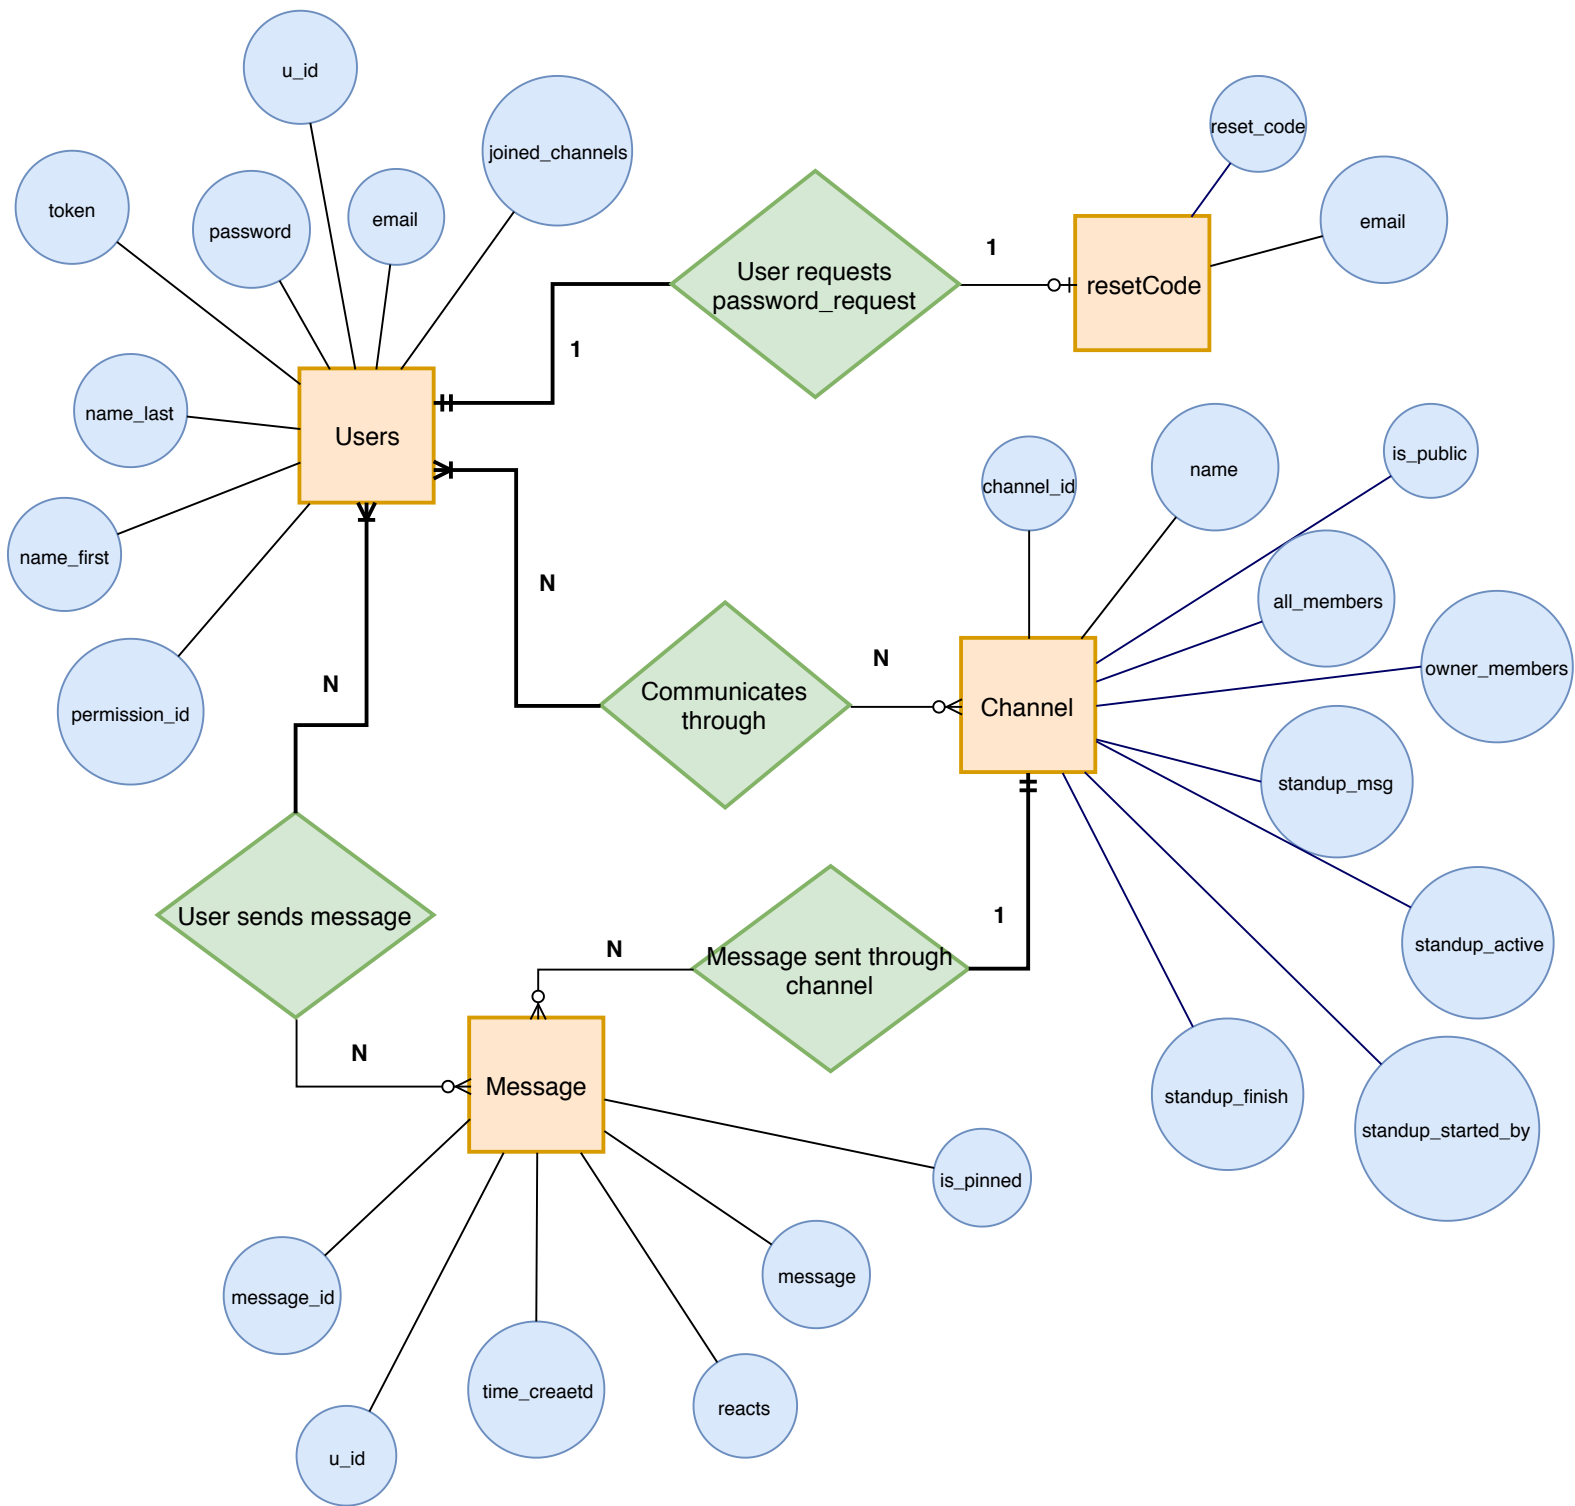 u_id
joined_channels
reset_code
token
password
email
email
User requests
password_request
1
resetCode
1
name_last
Users
is_public
name
channel_id
name_first
N
all_members
N
owner_members
N
permission_id
Communicates
through
Channel
standup_msg
User sends message
1
standup_active
N
Message sent through
channel
N
Message
standup_finish
standup_started_by
is_pinned
message
message_id
time_creaetd
reacts
u_id